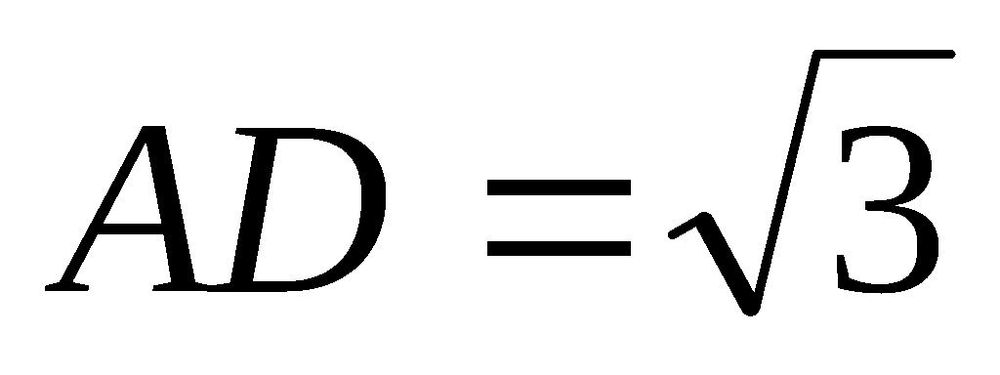 AD = √3